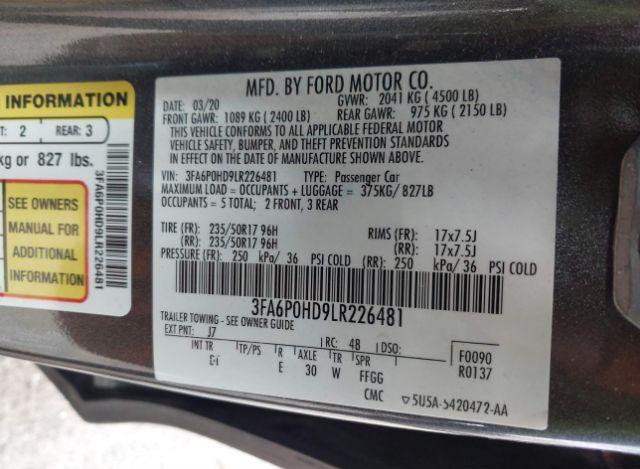 INFORMATION
T: 2 REAR: 3
kg or 827 lbs.
SEE OWNERS
MANUAL FOR
ADDITIONAL
INFORMATION
3FA6P0HD9LR226481
MFD. BY FORD MOTOR CO.
DATE: 03/20 GVWR: 2041 KG ( 4500 LB)
FRONT GAWR: 1089 KG ( 2400 LB) REAR GAWR: 975 KG ( 2150 LB)
THIS VEHICLE CONFORMS TO ALL APPLICABLE FEDERAL MOTOR
VEHICLE SAFETY, BUMPER, AND THEFT PREVENTION STANDARDS
IN EFFECT ON THE DATE OF MANUFACTURE SHOWN ABOVE.
VIN: 3FA6P0HD9LR226481 TYPE: Passenger Car
MAXIMUM LOAD = OCCUPANTS + LUGGAGE = 375KG/ 827LB
OCCUPANTS = 5 TOTAL; 2 FRONT, 3 REAR
TIRE (FR): 235/50R17 96H RIMS (FR): 17x7.5J
(RR): 235/50R17 96H (RR): 17x7.5J
PRESSURE (FR): 250 kPa/ 36 PSI COLD (RR): 250 kPa/ 36 PSI COLD
3FA6P0HD9LR226481
TRAILER TOWING - SEE OWNER GUIDE
EXT PNT: J7 RC: 48 DSO: F0090
INT TR TP/PS R AXLE TR SPR R0137
E 30 W FFGG
CMC 5U5A-5420472-AA